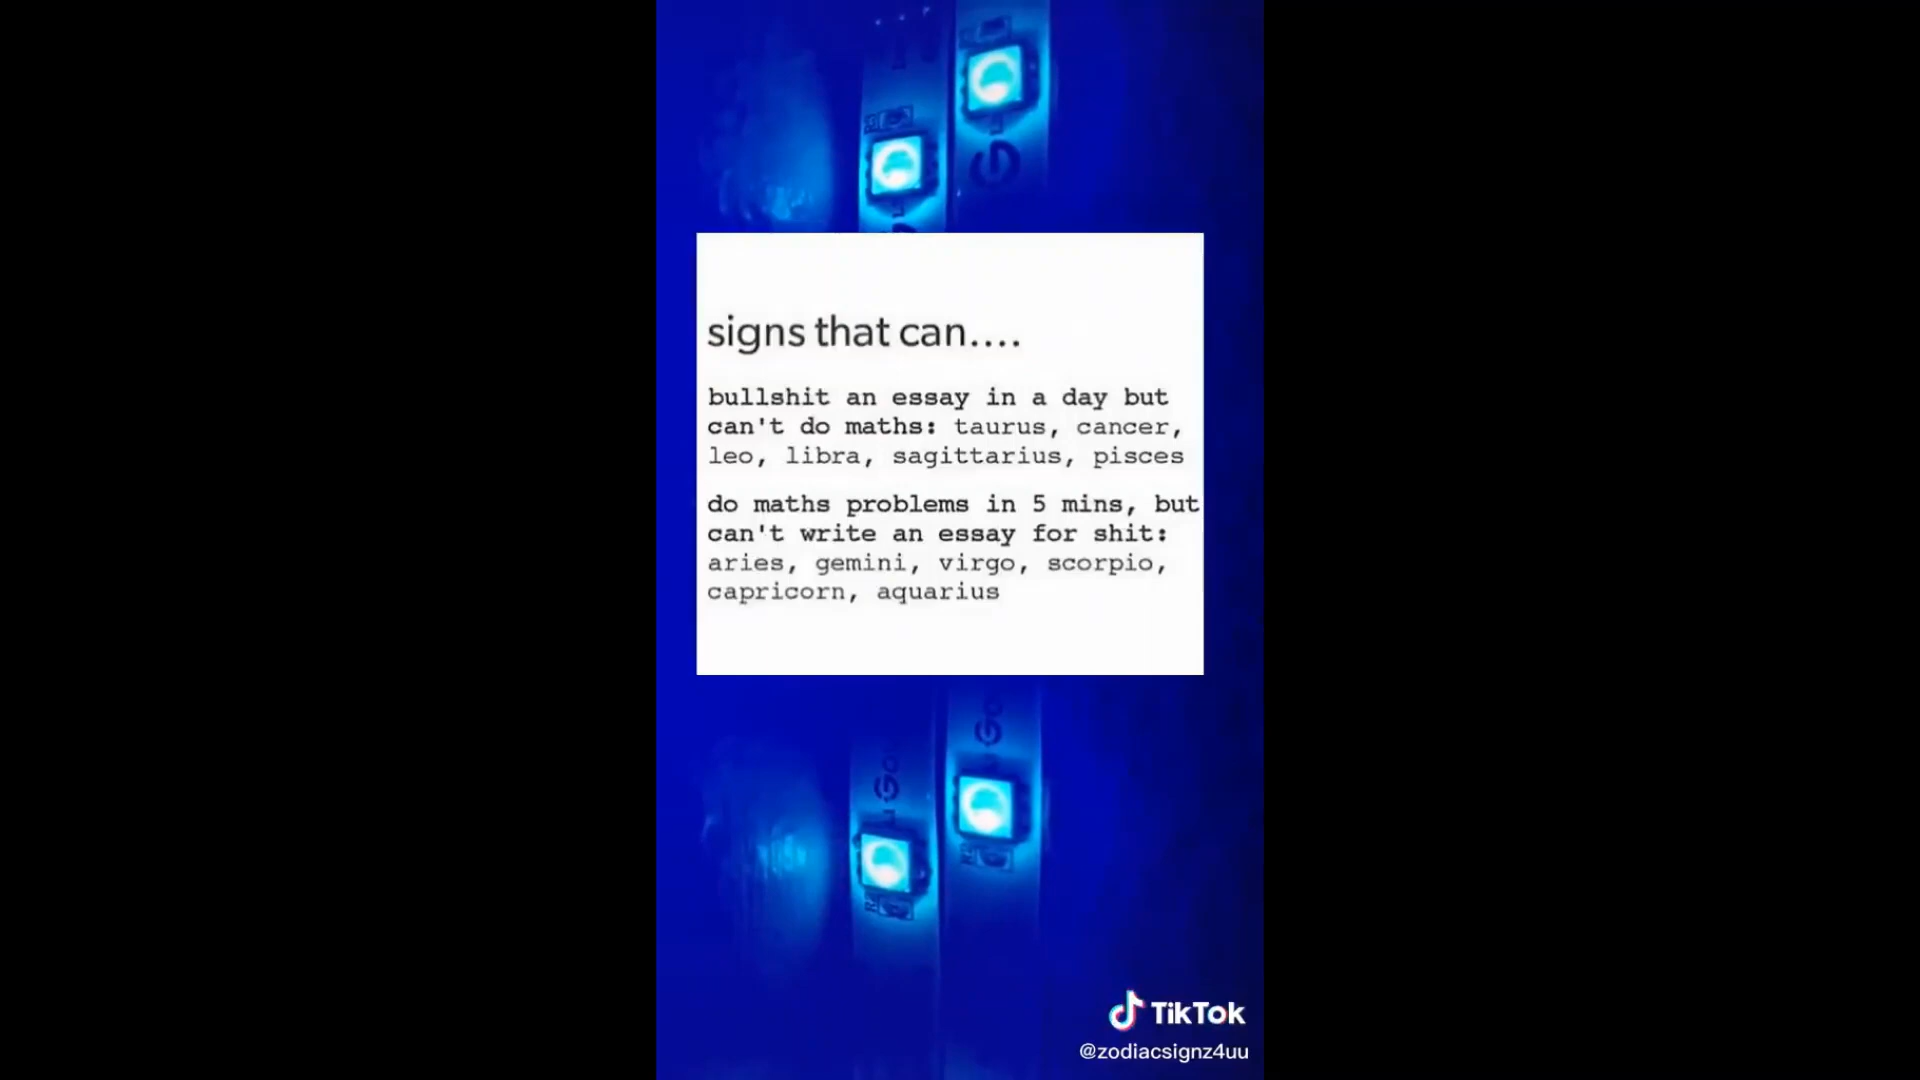 signs that can....
bullshit an essay in a day but
can't do maths: taurus, cancer,
leo, libra, sagittarius, pisces
do maths problems in 5 mins, but
can't write an essay for shit:
aries, gemini, virgo, scorpio,
capricorn, aquarius
TikTok
@zodiacsignz4uu